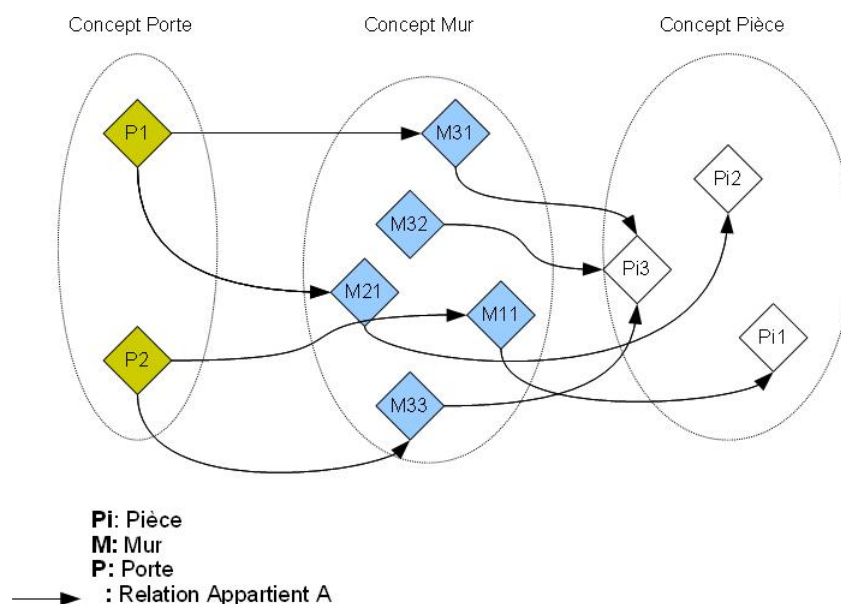 Concept Porte Concept Mur Concept Pièce
P1 M31
Pi2
M32
Pi3
M21
M11
Pi1
P2
M33
Pi: Pièce
M: Mur
P: Porte
: Relation Appartient A